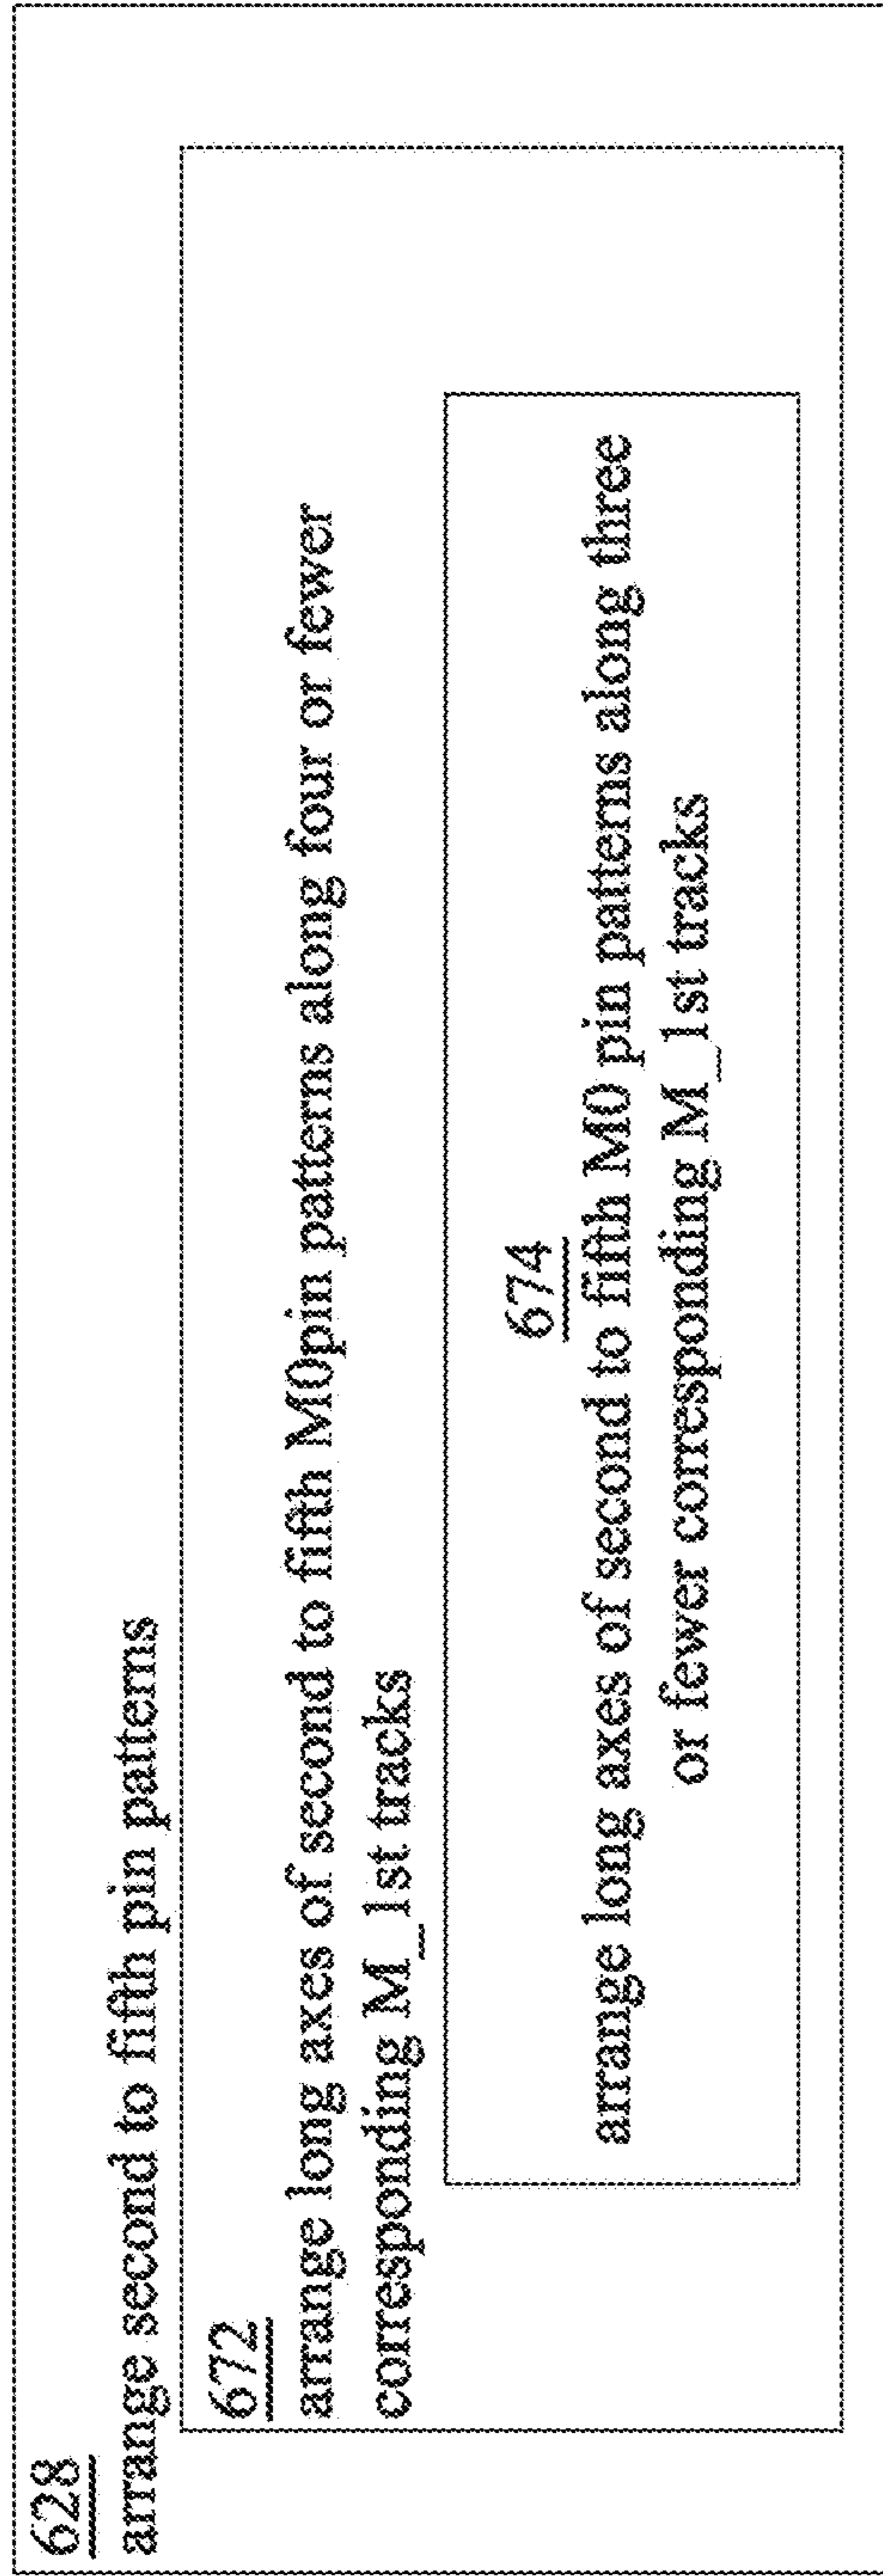 628
arrange second to fifth pin patterns
672
arrange long axes of second to fifth M0pin patterns along four or fewer
corresponding M_1st tracks
674
arrange long axes of second to fifth M0 pin patterns along three
or fewer corresponding M_1st tracks